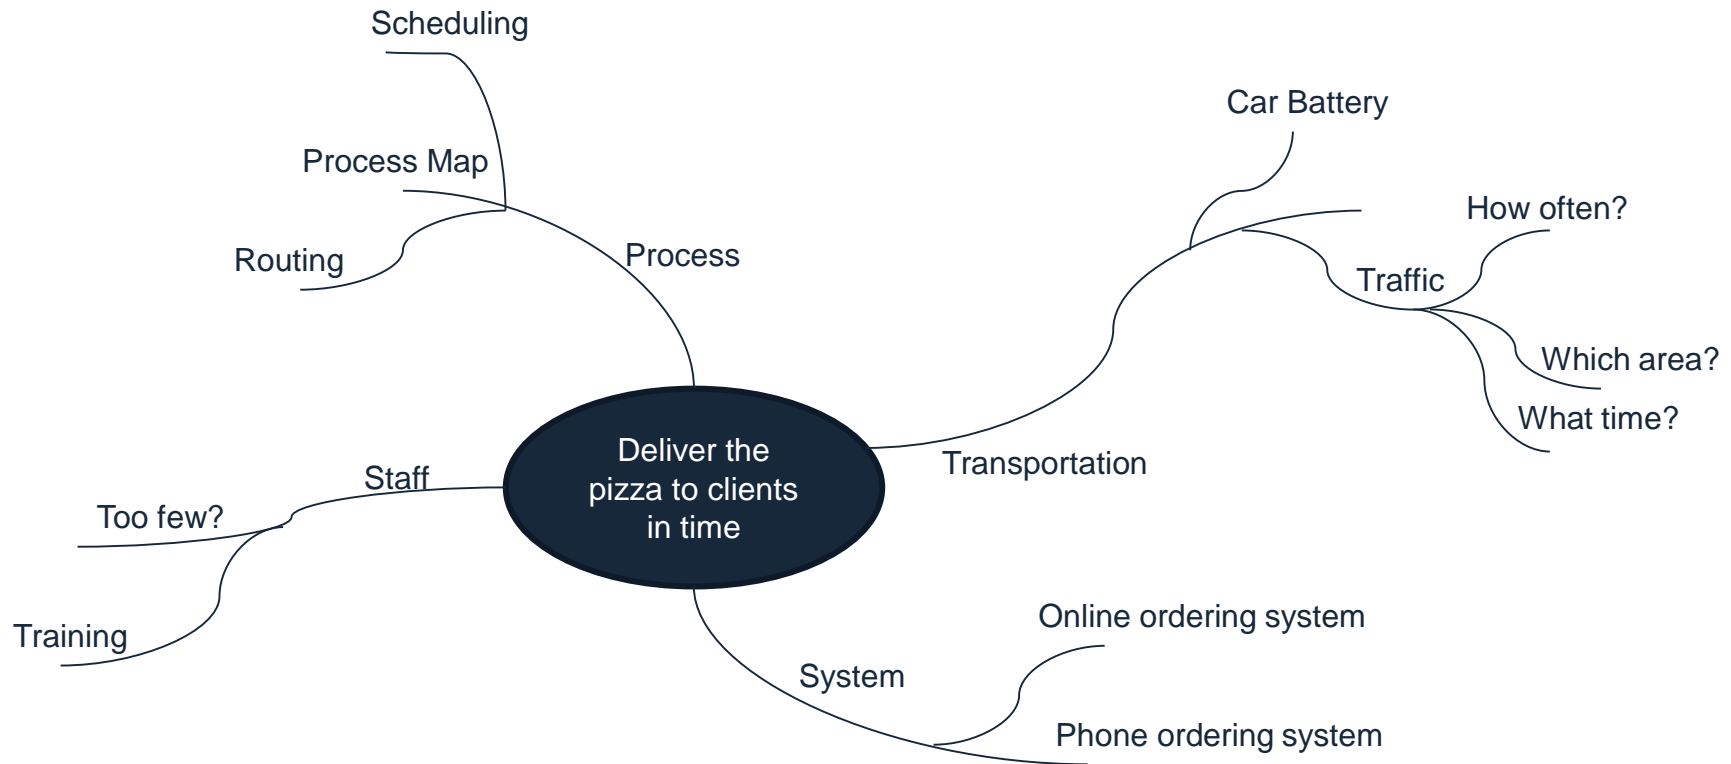 Scheduling
Car Battery
Process Map
How often?
Routing
Process
Traffic
Which area?
What time?
Deliver the
pizza to clients
in time
Transportation
Staff
Too few?
Training
Online ordering system
System
Phone ordering system